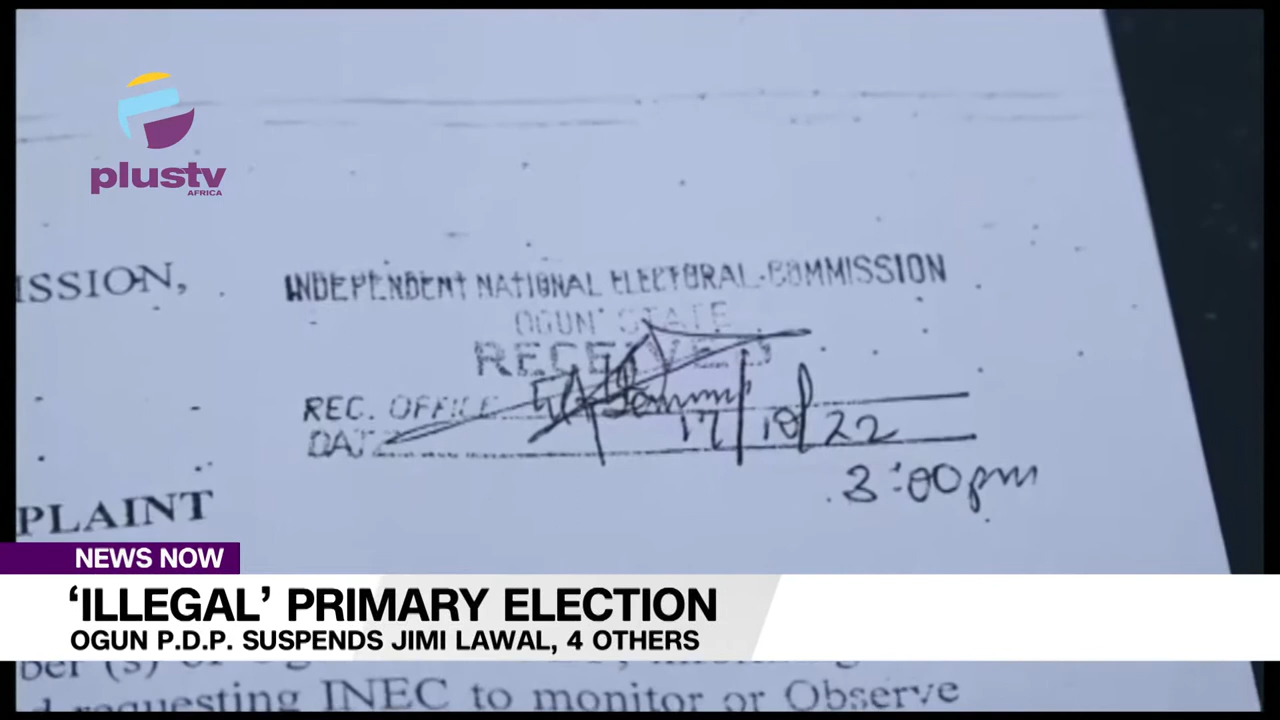 plustv
AFRICA
ISSION,
INDEPENDENT NATIONAL ELECTORAL COMMISSION
OGUN STATE
RECEIVED
REC. OFFICE
DATE 17/10/22
3:00pm
PLAINT
NEWS NOW
‘ILLEGAL’ PRIMARY ELECTION
OGUN P.D.P. SUSPENDS JIMI LAWAL, 4 OTHERS
requesting INEC to monitor or Observe